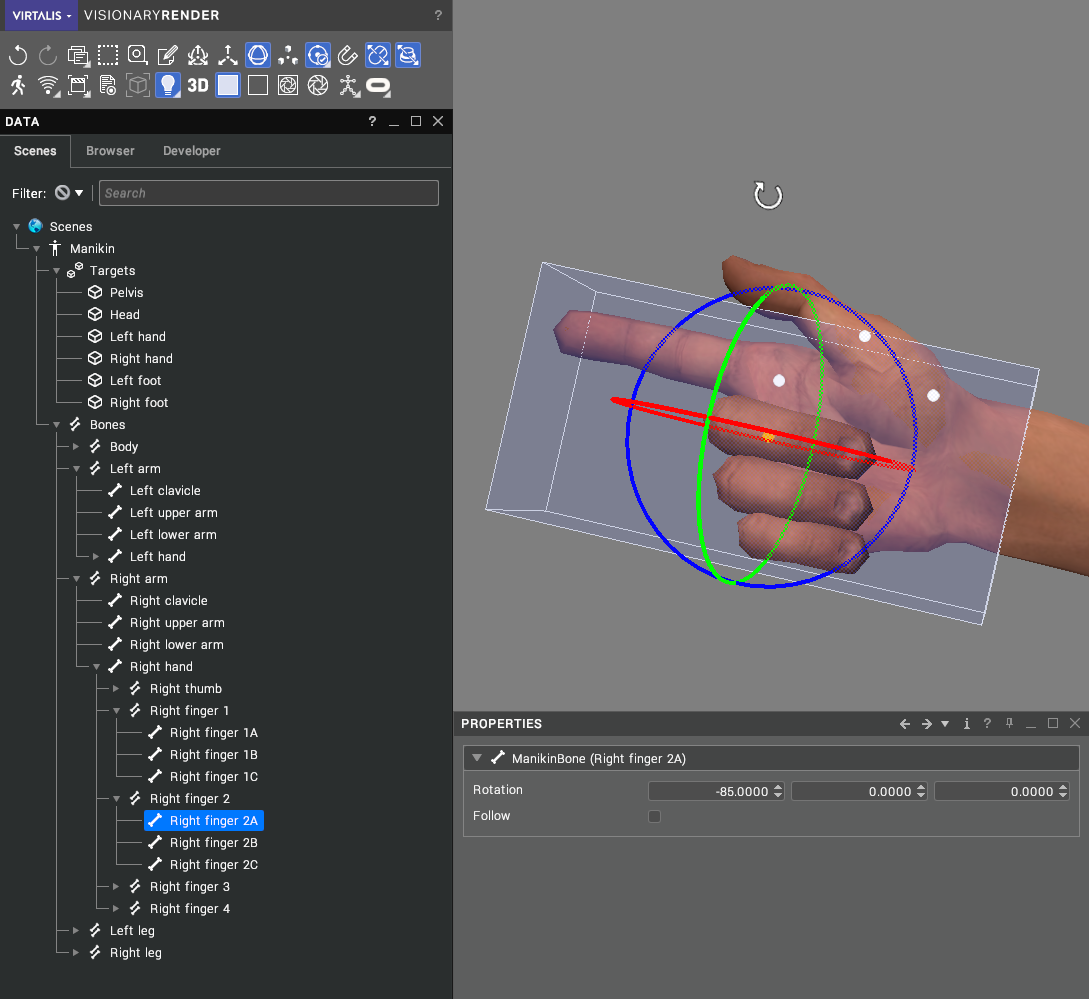 VIRTALIS VISIONARYRENDER ?
3D
DATA ?
Scenes Browser Developer
Filter: Search
Scenes
Manikin
Targets
Pelvis
Head
Left hand
Right hand
Left foot
Right foot
Bones
Body
Left arm
Left clavicle
Left upper arm
Left lower arm
Left hand
Right arm
Right clavicle
Right upper arm
Right lower arm
Right hand
Right thumb
Right finger 1
Right finger 1A
Right finger 1B
Right finger 1C
Right finger 2
Right finger 2A
Right finger 2B
Right finger 2C
Right finger 3
Right finger 4
Left leg
Right leg
PROPERTIES i ?
ManikinBone (Right finger 2A)
Rotation -85.0000 0.0000 0.0000
Follow